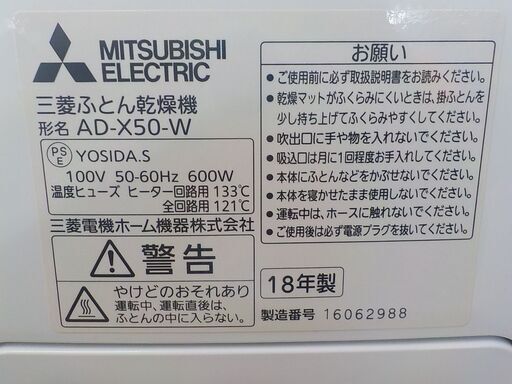 MITSUBISHI
ELECTRIC
三菱ふとん乾燥機
形名 AD-X50-W
PS
E YOSIDA.S
100V 50-60Hz 600W
温度ヒューズ ヒーター回路用 133℃
全回路用 121℃
三菱電機ホーム機器株式会社
警告
やけどのおそれあり
運転中、運転直後は、
ふとんの中に入らない。
お願い
●ご使用前に必ず取扱説明書をお読みください。
●乾燥マットがふくらみにくいときは、掛ふとんを
少し持ち上げてふくらみやすくしてください。
●吹出口に手や物を入れないでください。
●吸込口は月に1回程度お手入れしてください。
●本体にふとんなどをかぶせないでください。
●本体を寝かせたまま使用しないでください。
●運転中は、ホースに触れないでください。
●ご使用後は必ず電源プラグを抜いてください。
18年製
製造番号 16062988